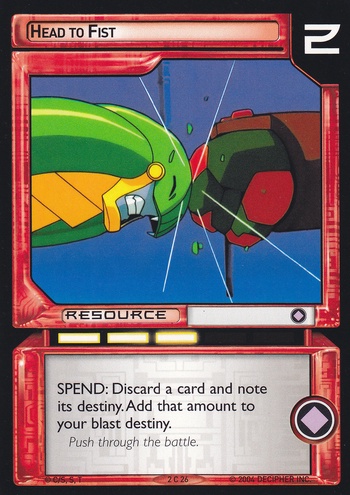 HEAD TO FIST
2
RESOURCE
SPEND: Discard a card and note
its destiny. Add that amount to
your blast destiny.
Push through the battle.
© C/S, S, T
2 C 26
© 2004 DECIPHER INC.